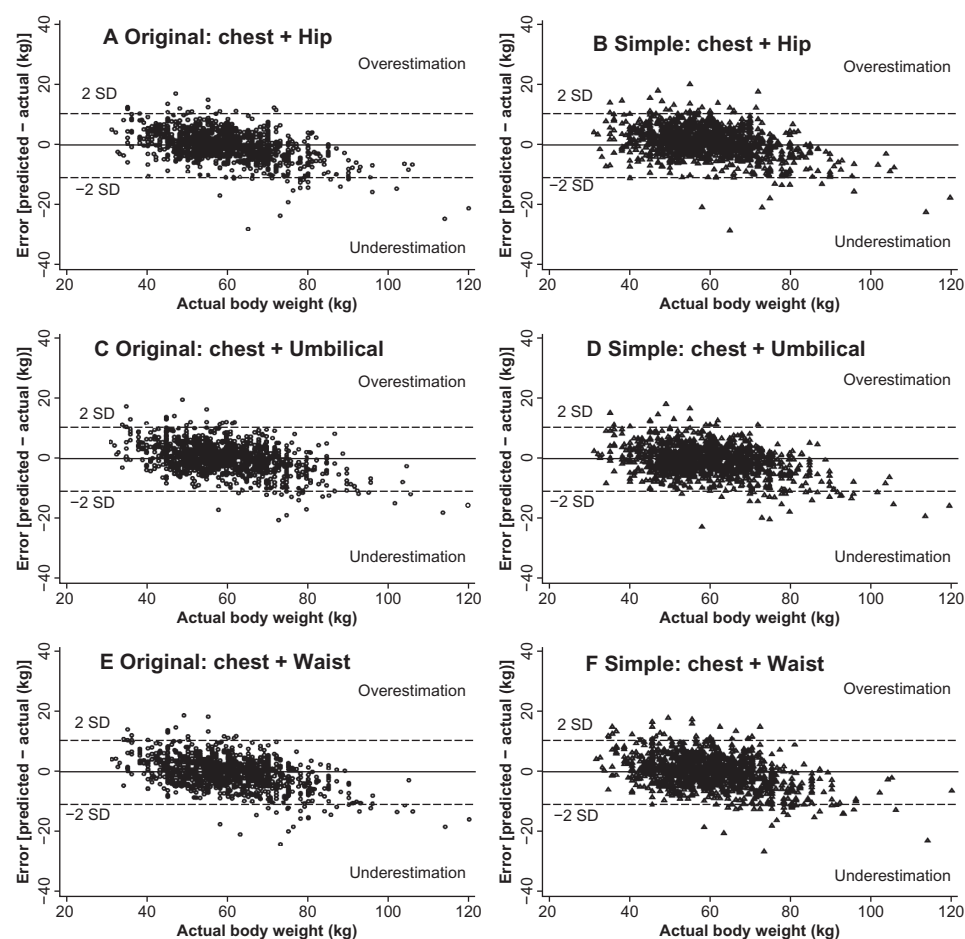 A Original: chest + Hip
Error [predicted − actual (kg)]
40
20
0
−20
−40
Overestimation
2 SD
−2 SD
Underestimation
20 40 60 80 100 120
Actual body weight (kg)
B Simple: chest + Hip
Error [predicted − actual (kg)]
40
20
0
−20
−40
Overestimation
2 SD
−2 SD
Underestimation
20 40 60 80 100 120
Actual body weight (kg)
C Original: chest + Umbilical
Error [predicted − actual (kg)]
40
20
0
−20
−40
Overestimation
2 SD
−2 SD
Underestimation
20 40 60 80 100 120
Actual body weight (kg)
D Simple: chest + Umbilical
Error [predicted − actual (kg)]
40
20
0
−20
−40
Overestimation
2 SD
−2 SD
Underestimation
20 40 60 80 100 120
Actual body weight (kg)
E Original: chest + Waist
Error [predicted − actual (kg)]
40
20
0
−20
−40
Overestimation
2 SD
−2 SD
Underestimation
20 40 60 80 100 120
Actual body weight (kg)
F Simple: chest + Waist
Error [predicted − actual (kg)]
40
20
0
−20
−40
Overestimation
2 SD
−2 SD
Underestimation
20 40 60 80 100 120
Actual body weight (kg)